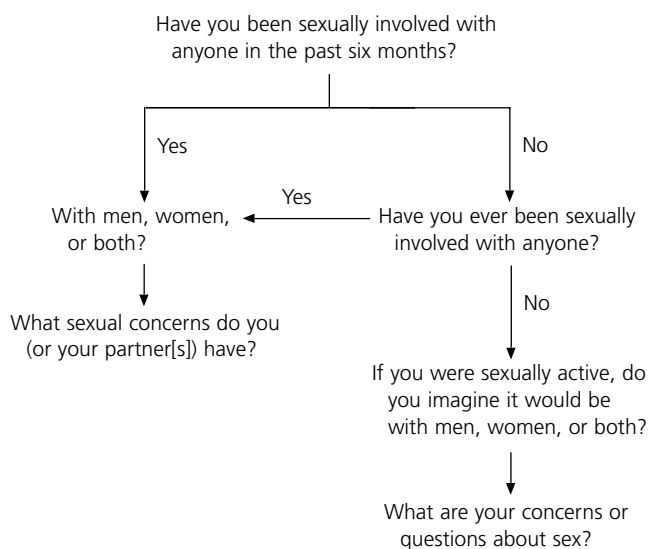 Have you been sexually involved with
anyone in the past six months?
Yes
No
With men, women,
or both?
Yes
Have you ever been sexually
involved with anyone?
What sexual concerns do you
(or your partner[s]) have?
No
If you were sexually active, do
you imagine it would be
with men, women, or both?
What are your concerns or
questions about sex?